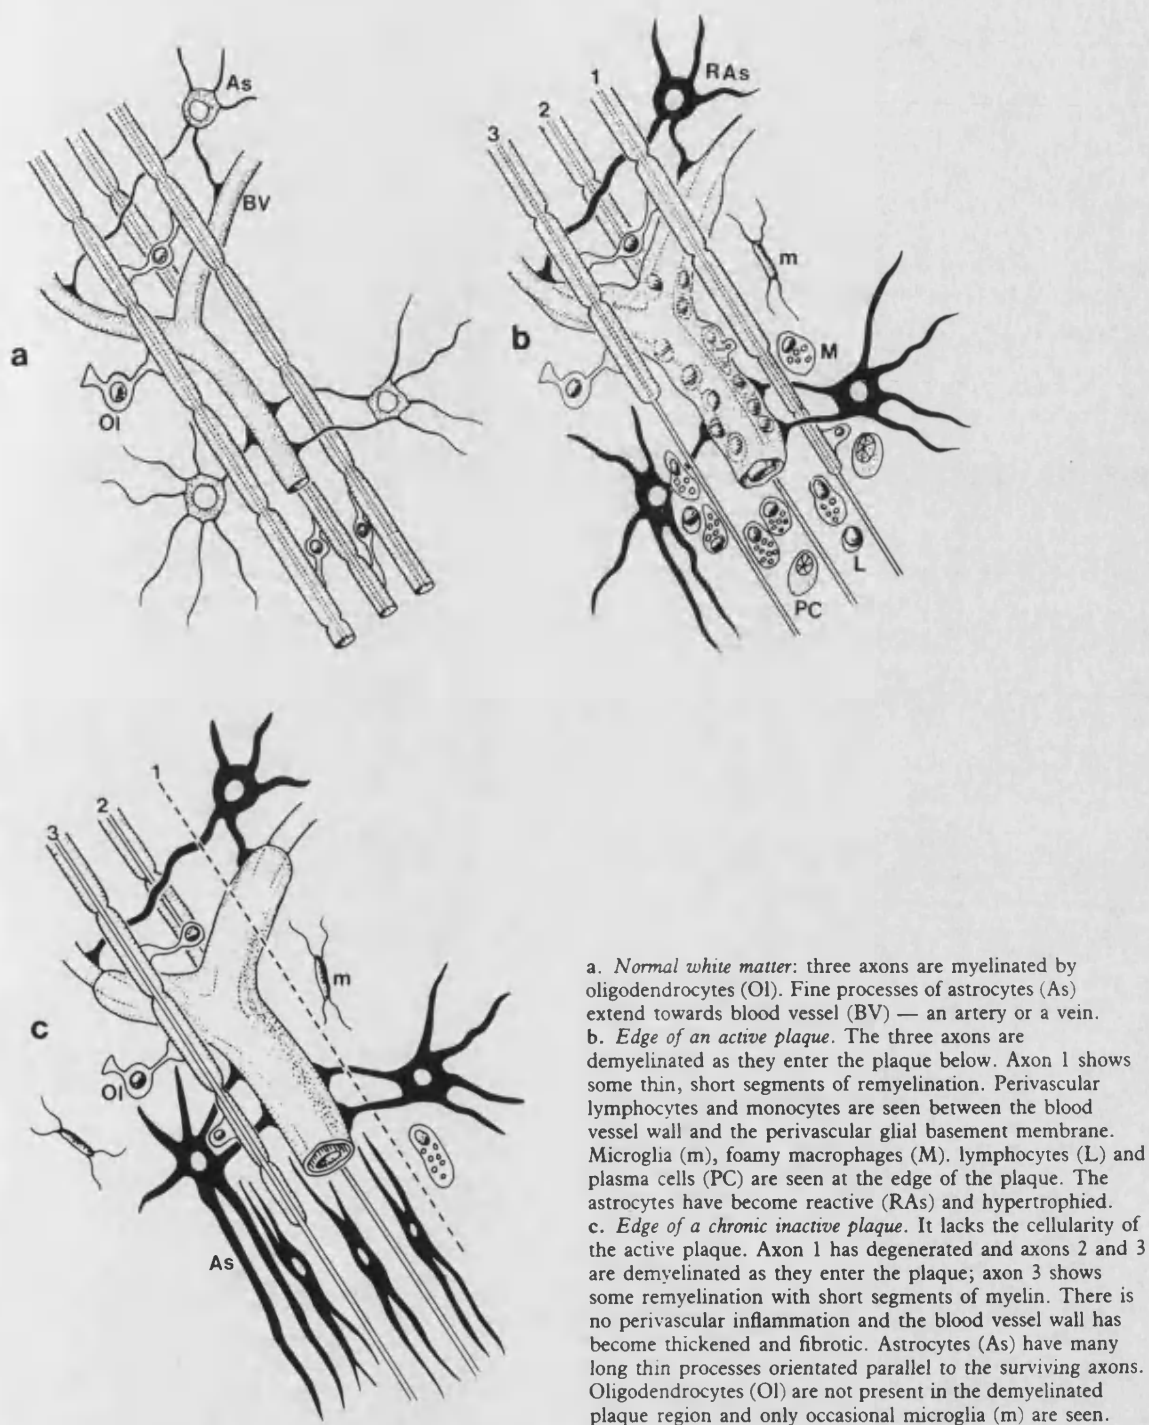 As
BV
a
Ol
1
RAs
2
3
m
b
M
L
PC
1
2
3
m
c
Ol
As
a. Normal white matter: three axons are myelinated by
oligodendrocytes (Ol). Fine processes of astrocytes (As)
extend towards blood vessel (BV) — an artery or a vein.
b. Edge of an active plaque. The three axons are
demyelinated as they enter the plaque below. Axon 1 shows
some thin, short segments of remyelination. Perivascular
lymphocytes and monocytes are seen between the blood
vessel wall and the perivascular glial basement membrane.
Microglia (m), foamy macrophages (M). lymphocytes (L) and
plasma cells (PC) are seen at the edge of the plaque. The
astrocytes have become reactive (RAs) and hypertrophied.
c. Edge of a chronic inactive plaque. It lacks the cellularity of
the active plaque. Axon 1 has degenerated and axons 2 and 3
are demyelinated as they enter the plaque; axon 3 shows
some remyelination with short segments of myelin. There is
no perivascular inflammation and the blood vessel wall has
become thickened and fibrotic. Astrocytes (As) have many
long thin processes orientated parallel to the surviving axons.
Oligodendrocytes (Ol) are not present in the demyelinated
plaque region and only occasional microglia (m) are seen.